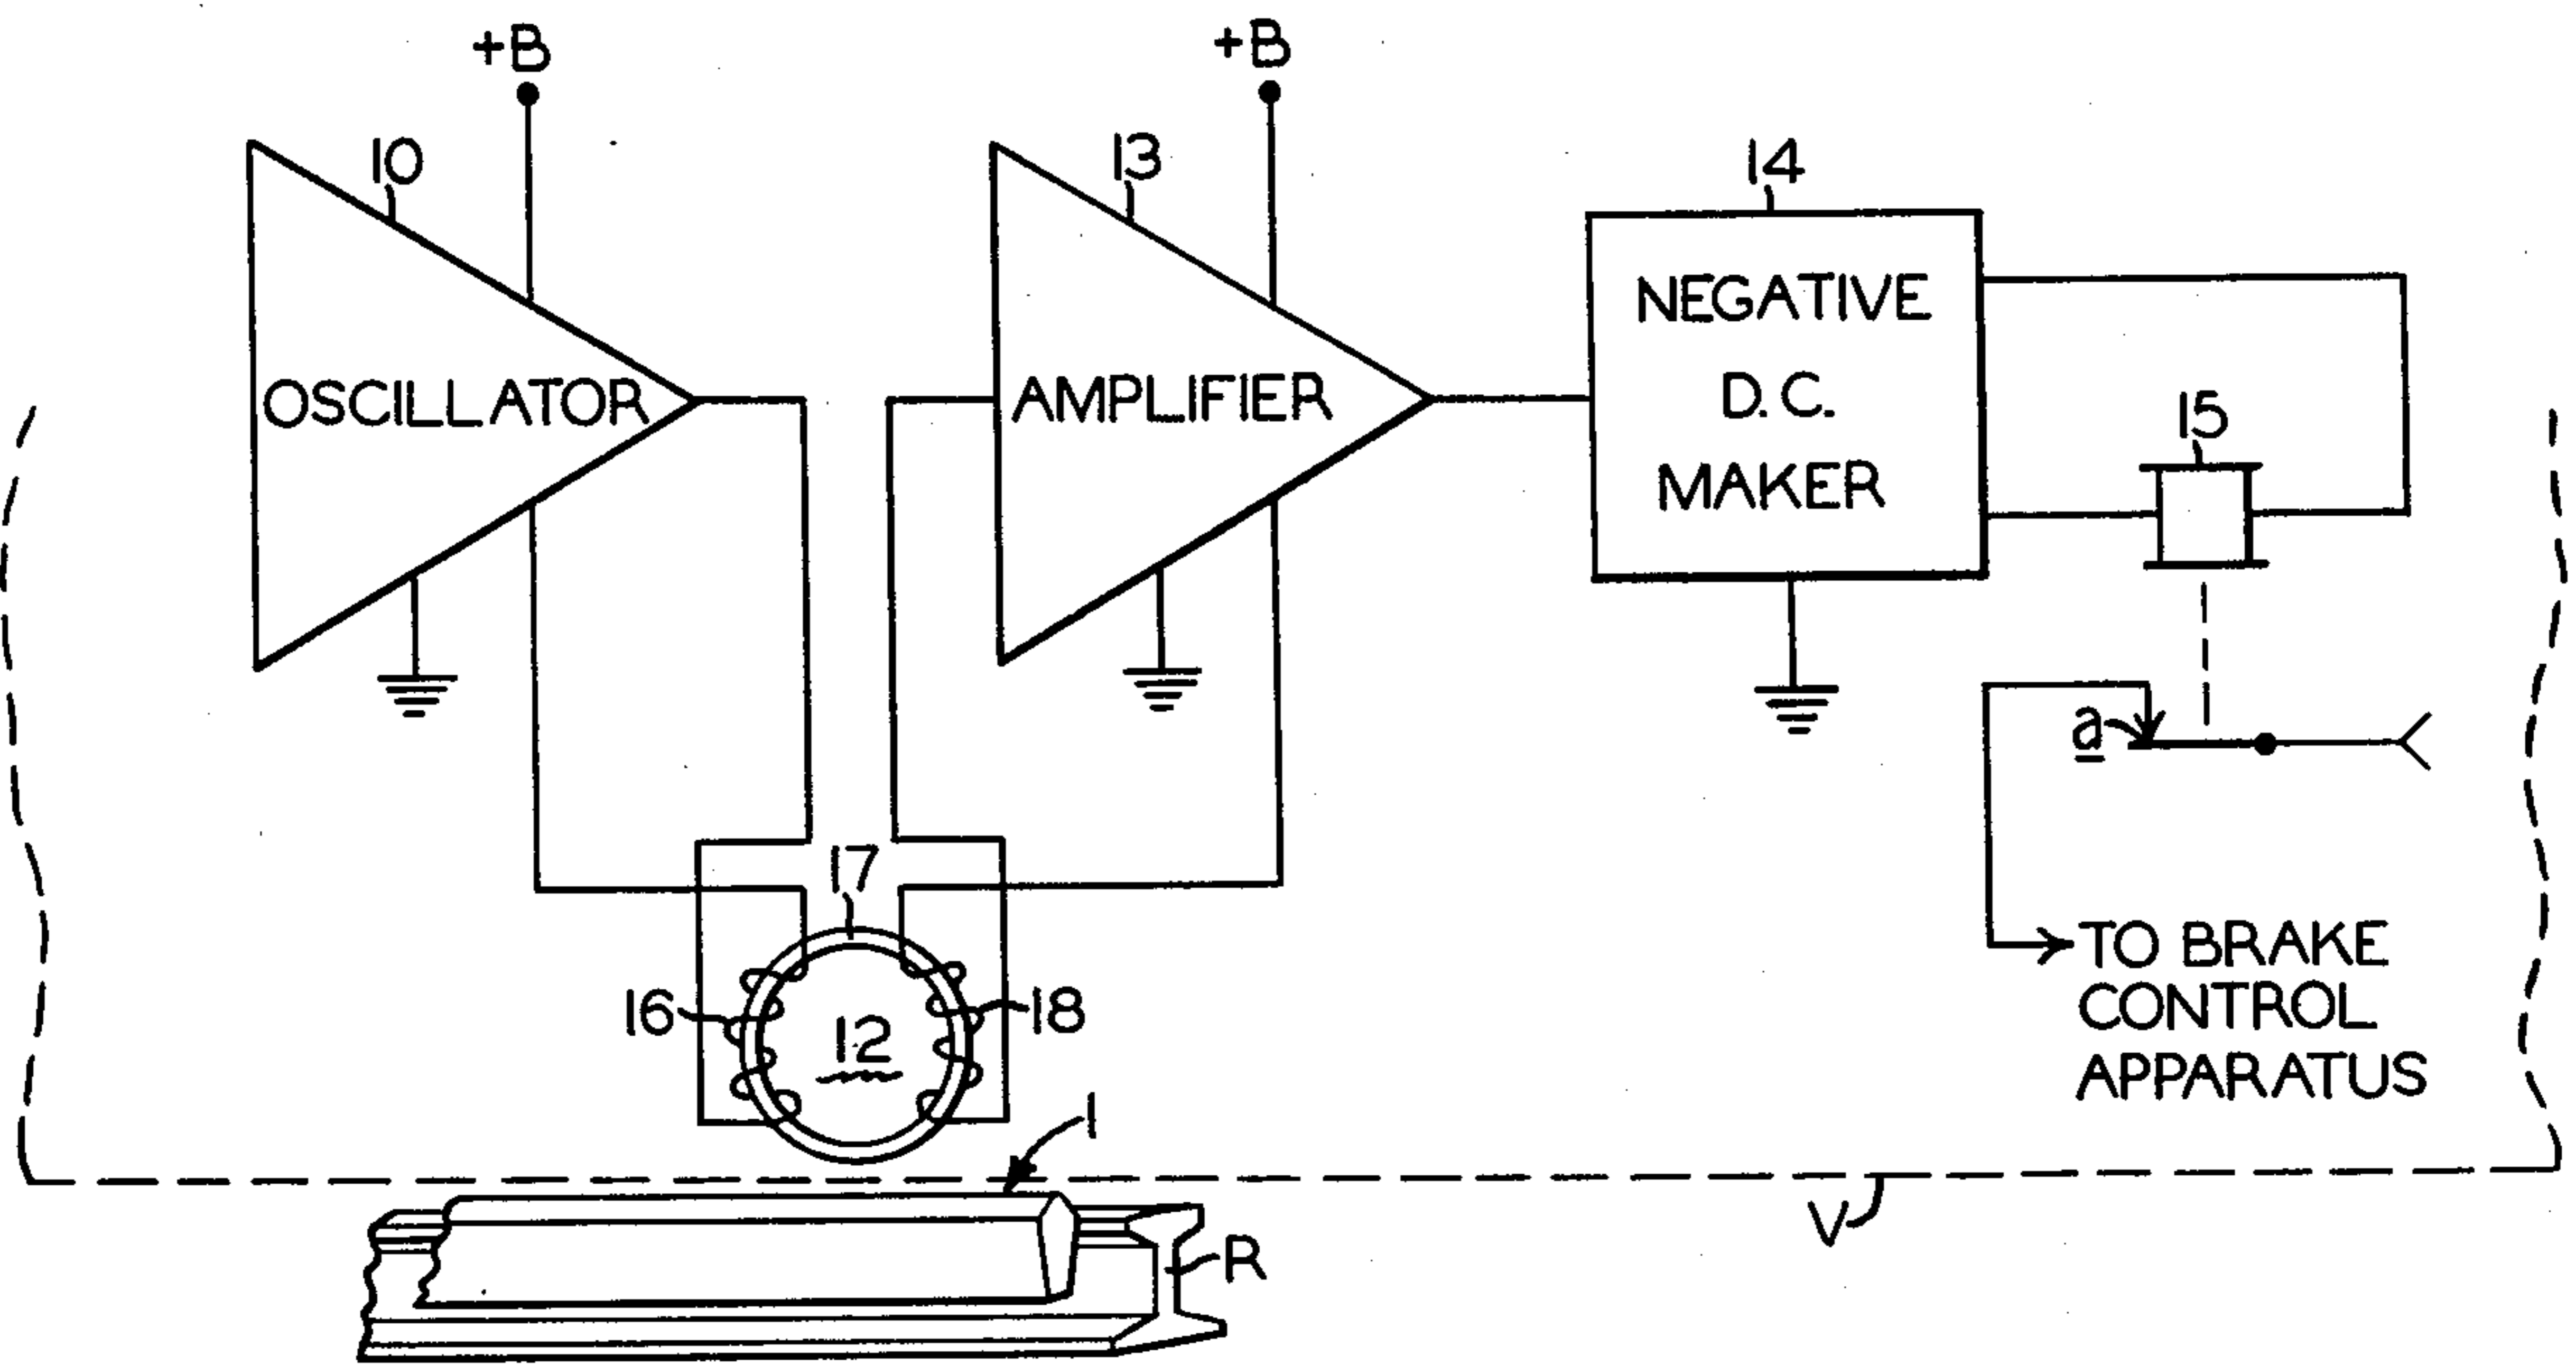 +B
+B
10
13
14
OSCILLATOR
AMPLIFIER
NEGATIVE
D.C.
MAKER
15
a
17
16
12
18
TO BRAKE
CONTROL
APPARATUS
1
V
R